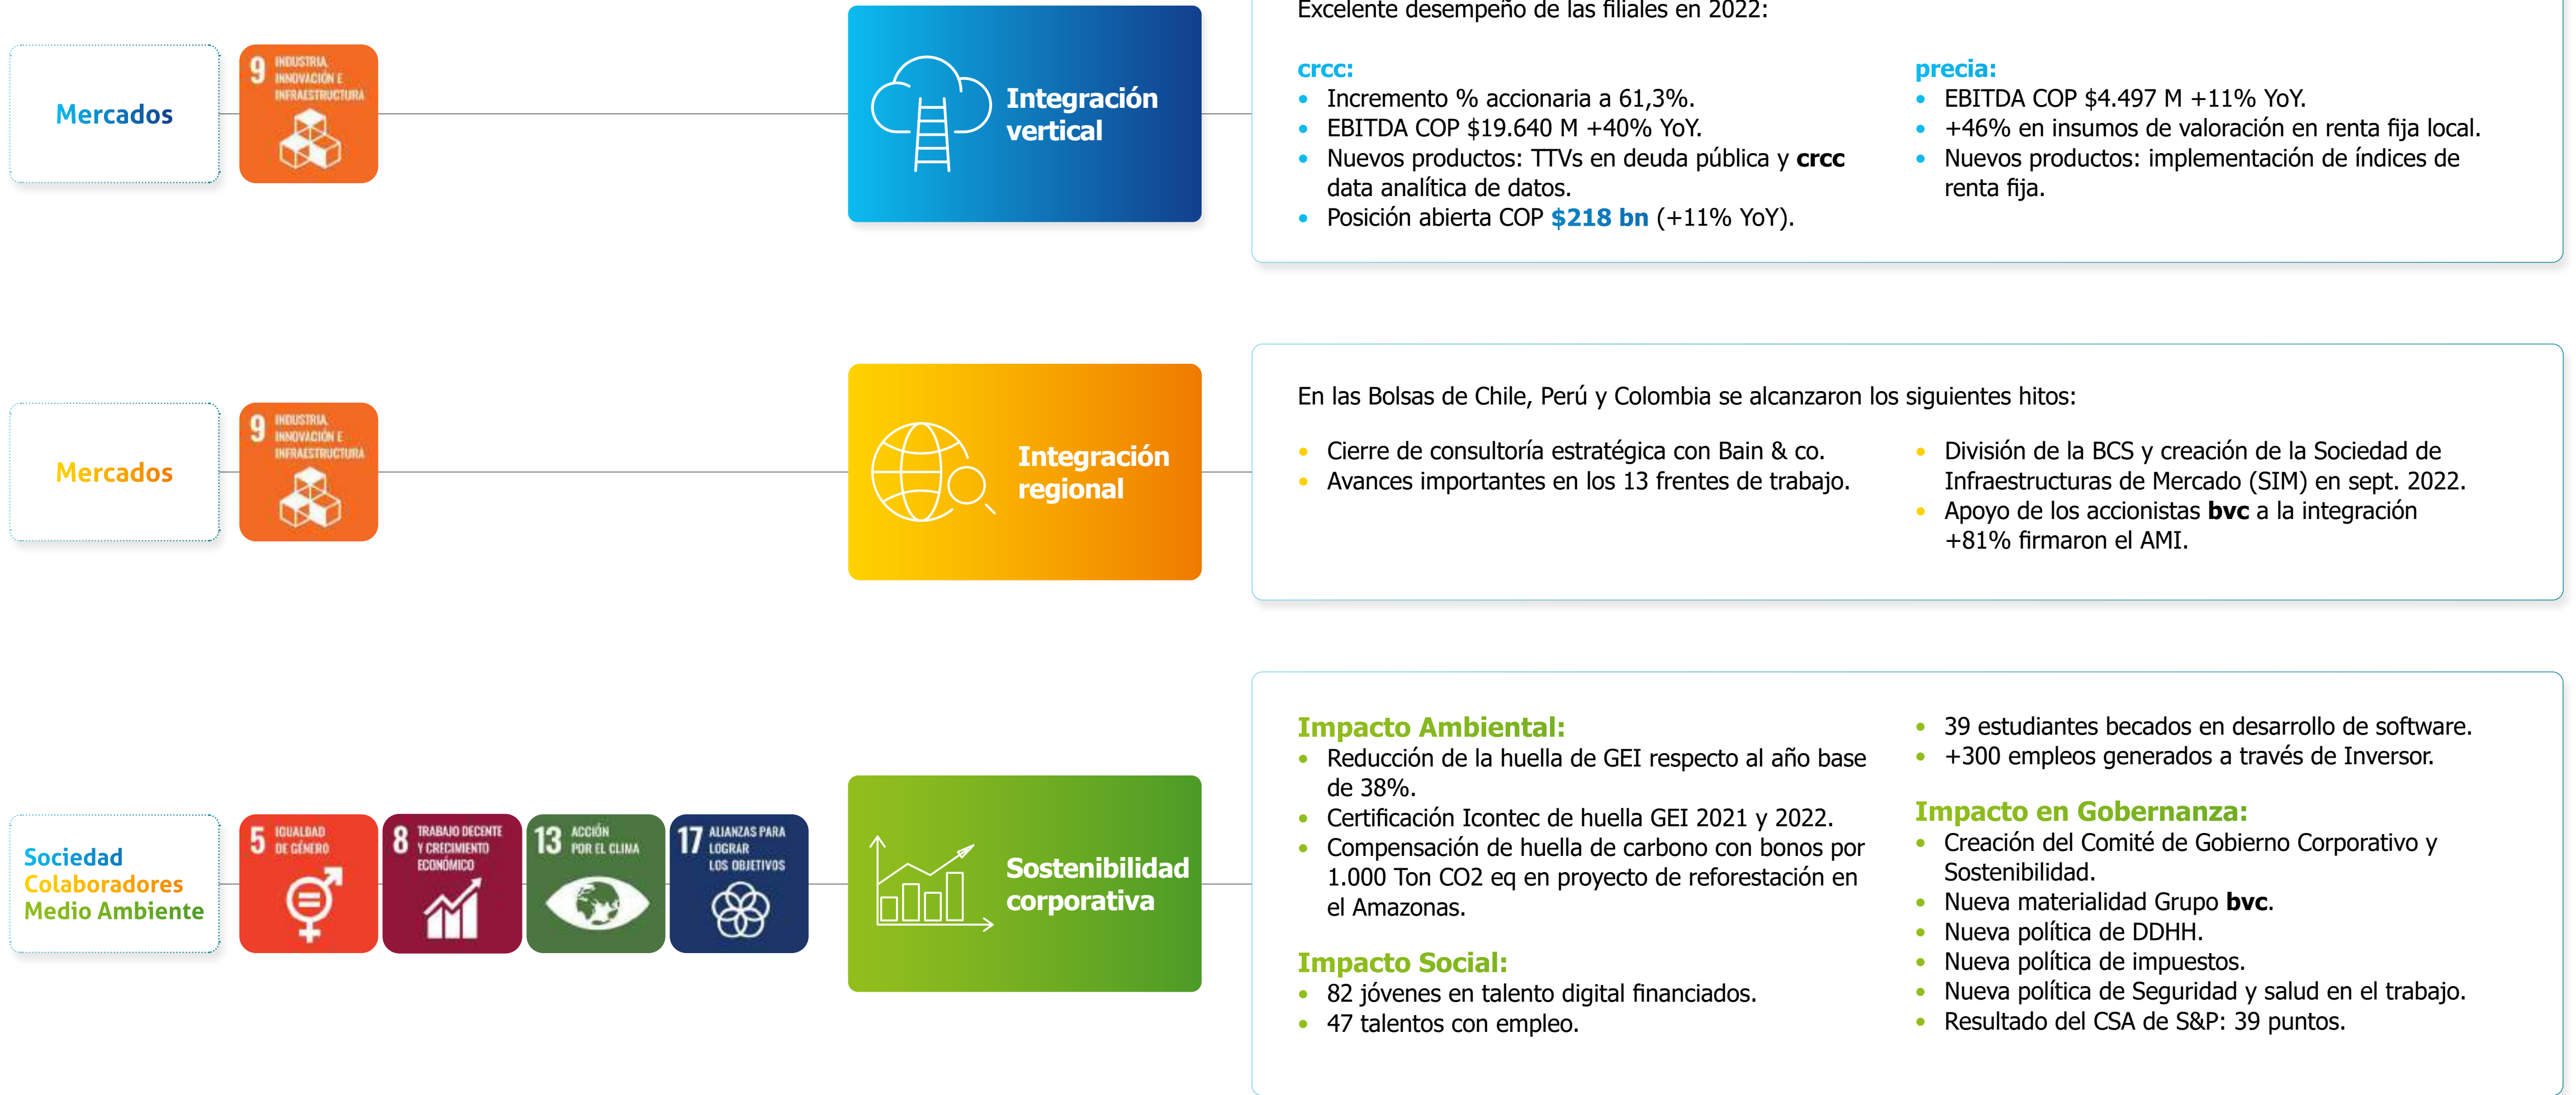 Excelente desempeño de las filiales en 2022:
Mercados
9 INDUSTRIA,
INNOVACIÓN E
INFRAESTRUCTURA
Integración
vertical
crcc:
• Incremento % accionaria a 61,3%.
• EBITDA COP $19.640 M +40% YoY.
• Nuevos productos: TTVs en deuda pública y crcc
data analítica de datos.
• Posición abierta COP $218 bn (+11% YoY).
precia:
• EBITDA COP $4.497 M +11% YoY.
• +46% en insumos de valoración en renta fija local.
• Nuevos productos: implementación de índices de
renta fija.
Mercados
9 INDUSTRIA,
INNOVACIÓN E
INFRAESTRUCTURA
Integración
regional
En las Bolsas de Chile, Perú y Colombia se alcanzaron los siguientes hitos:
• Cierre de consultoría estratégica con Bain & co.
• Avances importantes en los 13 frentes de trabajo.
• División de la BCS y creación de la Sociedad de
Infraestructuras de Mercado (SIM) en sept. 2022.
• Apoyo de los accionistas bvc a la integración
+81% firmaron el AMI.
Sociedad
Colaboradores
Medio Ambiente
5 IGUALDAD
DE GÉNERO
8 TRABAJO DECENTE
Y CRECIMIENTO
ECONÓMICO
13 ACCIÓN
POR EL CLIMA
17 ALIANZAS PARA
LOGRAR
LOS OBJETIVOS
Sostenibilidad
corporativa
Impacto Ambiental:
• Reducción de la huella de GEI respecto al año base
de 38%.
• Certificación Icontec de huella GEI 2021 y 2022.
• Compensación de huella de carbono con bonos por
1.000 Ton CO2 eq en proyecto de reforestación en
el Amazonas.
Impacto Social:
• 82 jóvenes en talento digital financiados.
• 47 talentos con empleo.
• 39 estudiantes becados en desarrollo de software.
• +300 empleos generados a través de Inversor.
Impacto en Gobernanza:
• Creación del Comité de Gobierno Corporativo y
Sostenibilidad.
• Nueva materialidad Grupo bvc.
• Nueva política de DDHH.
• Nueva política de impuestos.
• Nueva política de Seguridad y salud en el trabajo.
• Resultado del CSA de S&P: 39 puntos.